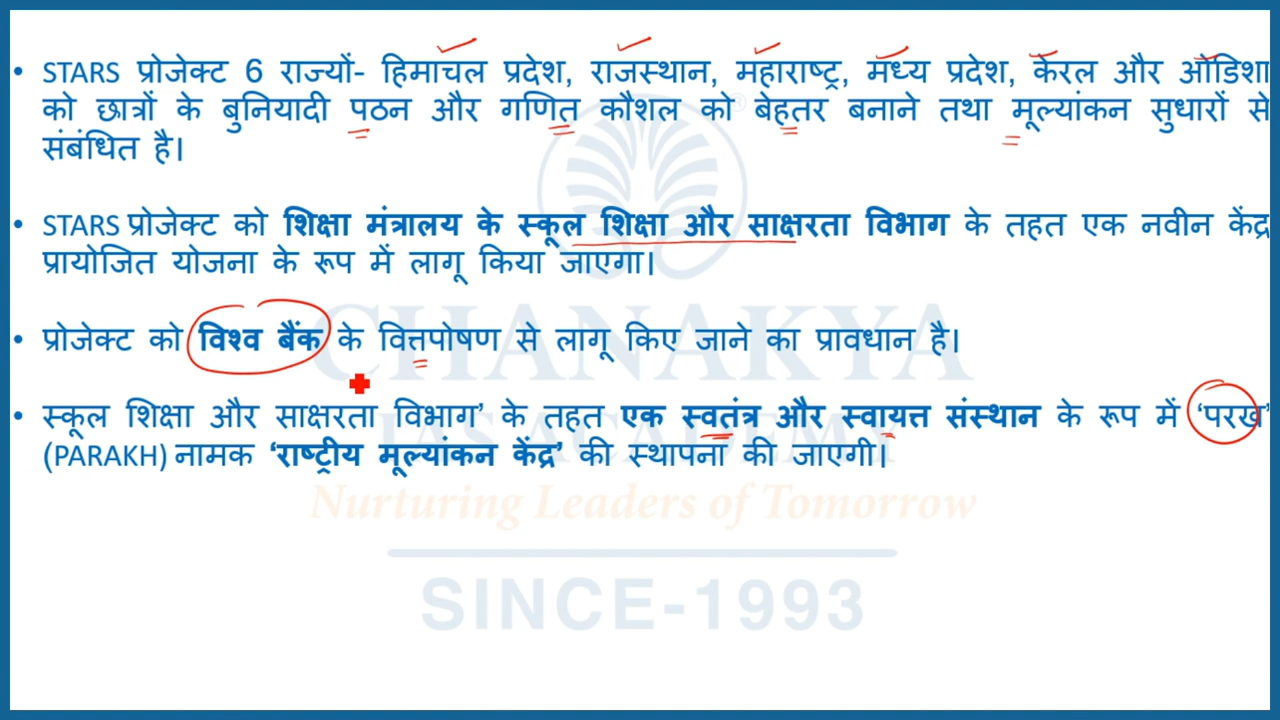 • STARS प्रोजेक्ट 6 राज्यों- हिमाचल प्रदेश, राजस्थान, महाराष्ट्र, मध्य प्रदेश, केरल और ओडिशा
को छात्रों के बुनियादी पठन और गणित कौशल को बेहतर बनाने तथा मूल्यांकन सुधारों से
संबंधित है।
• STARS प्रोजेक्ट को शिक्षा मंत्रालय के स्कूल शिक्षा और साक्षरता विभाग के तहत एक नवीन केंद्र
प्रायोजित योजना के रूप में लागू किया जाएगा।
• प्रोजेक्ट को विश्व बैंक के वित्तपोषण से लागू किए जाने का प्रावधान है।
• स्कूल शिक्षा और साक्षरता विभाग’ के तहत एक स्वतंत्र और स्वायत्त संस्थान के रूप में ‘परख’
(PARAKH) नामक ‘राष्ट्रीय मूल्यांकन केंद्र’ की स्थापना की जाएगी।
CHANAKYA
IAS ACADEMY
Nurturing Leaders of Tomorrow
SINCE-1993